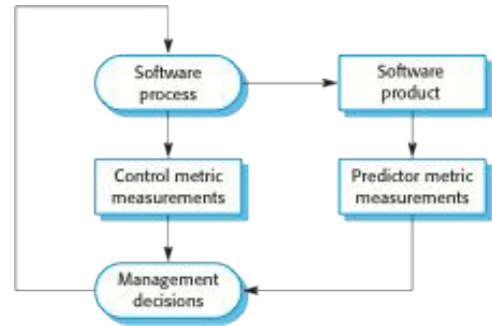 Software
process
Software
product
Control metric
measurements
Predictor metric
measurements
Management
decisions